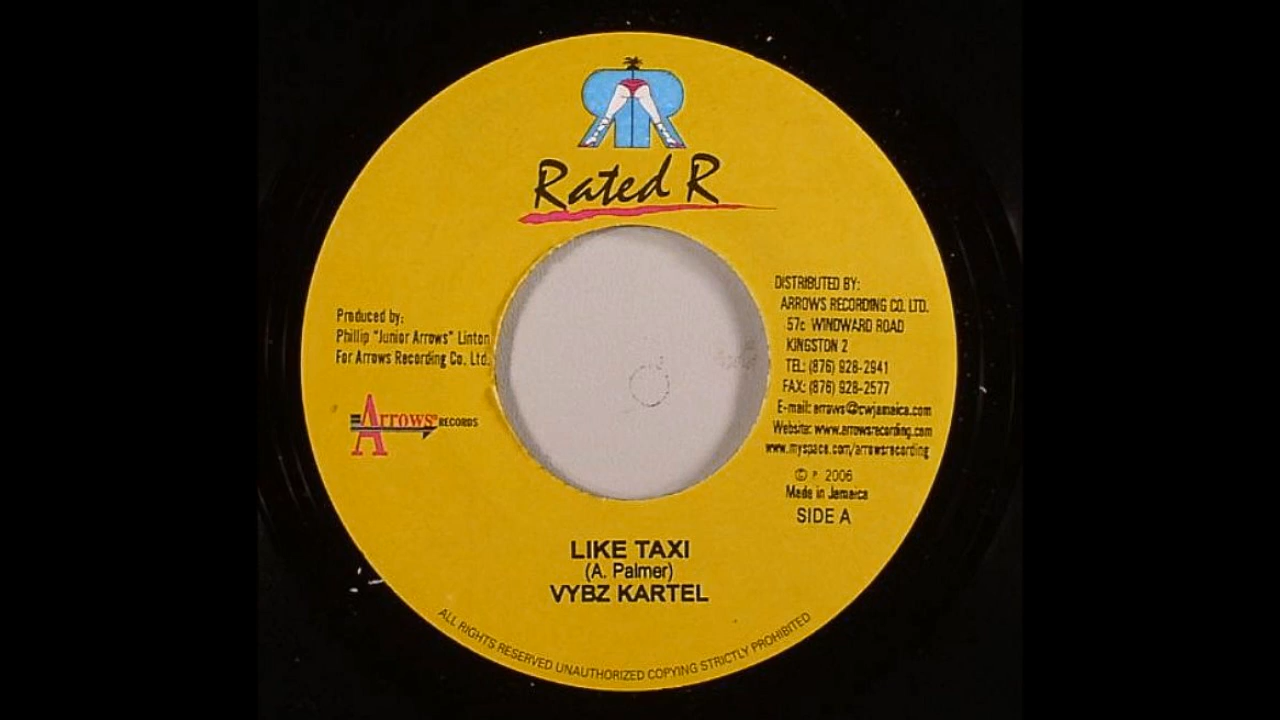 Rated R
Produced by:
Phillip "Junior Arrows" Linton
For Arrows Recording Co. Ltd.
Arrows RECORDS
DISTRIBUTED BY:
ARROWS RECORDING CO. LTD.
57c WINDWARD ROAD
KINGSTON 2
TEL: (876) 928-2941
FAX: (876) 928-2577
E-mail: arrows@cwjamaica.com
Website: www.arrowsrecording.com
www.myspace.com/arrowsrecording
© P 2006
Made in Jamaica
SIDE A
LIKE TAXI
(A. Palmer)
VYBZ KARTEL
ALL RIGHTS RESERVED UNAUTHORIZED COPYING STRICTLY PROHIBITED